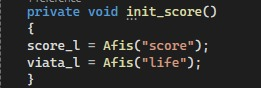 private void init_score()
{
score_l = Afis("score");
viata_l = Afis("life");
}